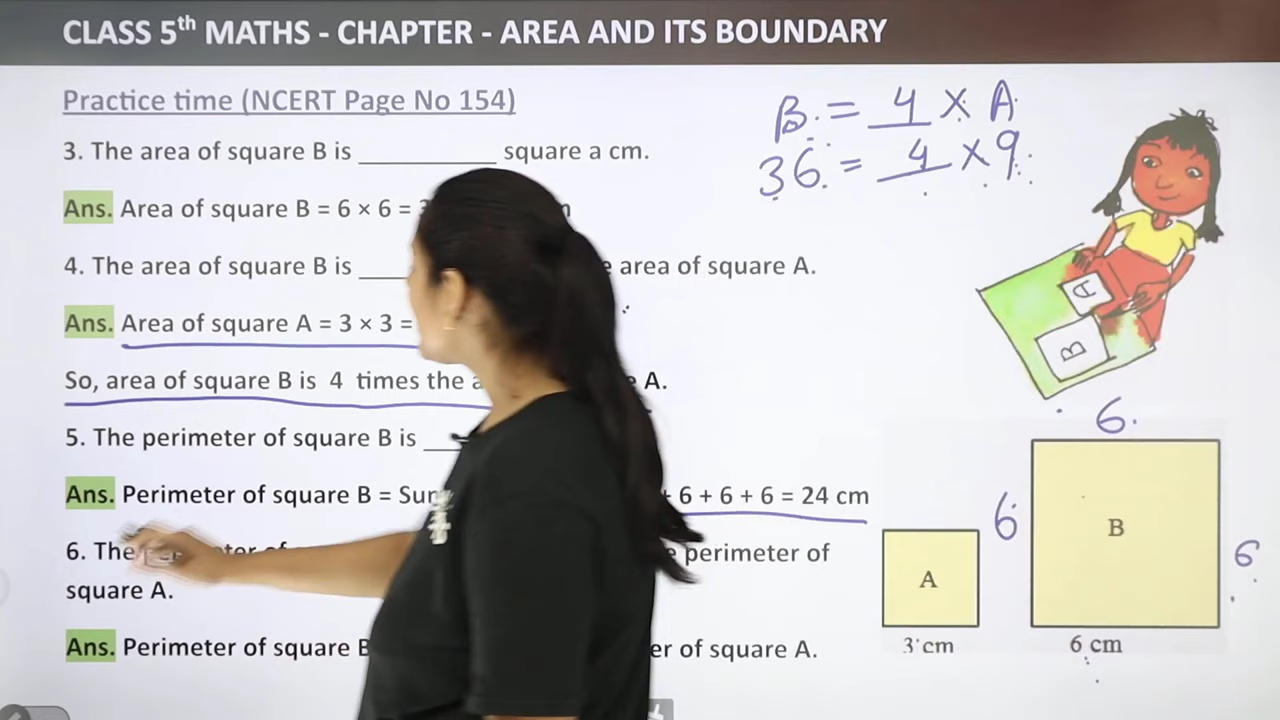 CLASS 5th MATHS - CHAPTER - AREA AND ITS BOUNDARY
Practice time (NCERT Page No 154)
B = 4 × A
36 = 4 × 9
3. The area of square B is __________ square a cm.
Ans. Area of square B = 6 × 6 =
4. The area of square B is ____ area of square A.
Ans. Area of square A = 3 × 3 =
So, area of square B is 4 times the A.
5. The perimeter of square B is ___
Ans. Perimeter of square B = 6 + 6 + 6 = 24 cm
6. The perimeter of
square A.
Ans. Perimeter of square B of square A.
A
B
6
6
B
6
A
3 cm
6 cm